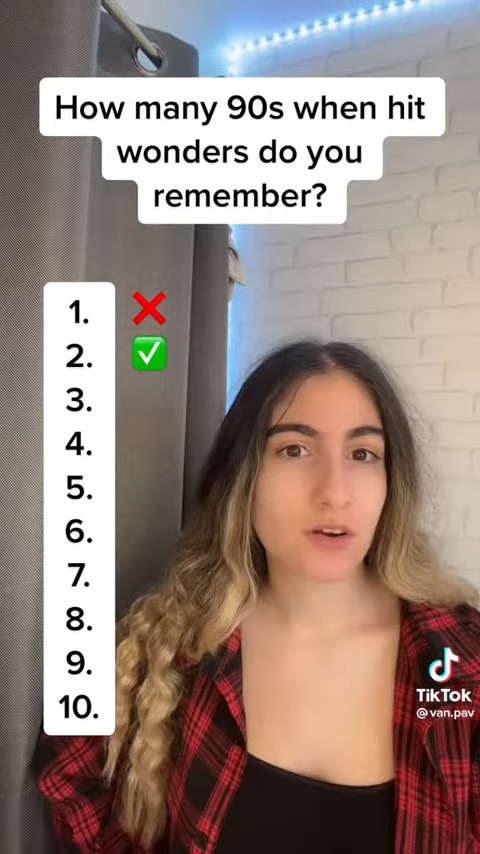 How many 90s when hit
wonders do you
remember?
1. ❌
2. ✅
3.
4.
5.
6.
7.
8.
9.
10.
TikTok
@van.pav